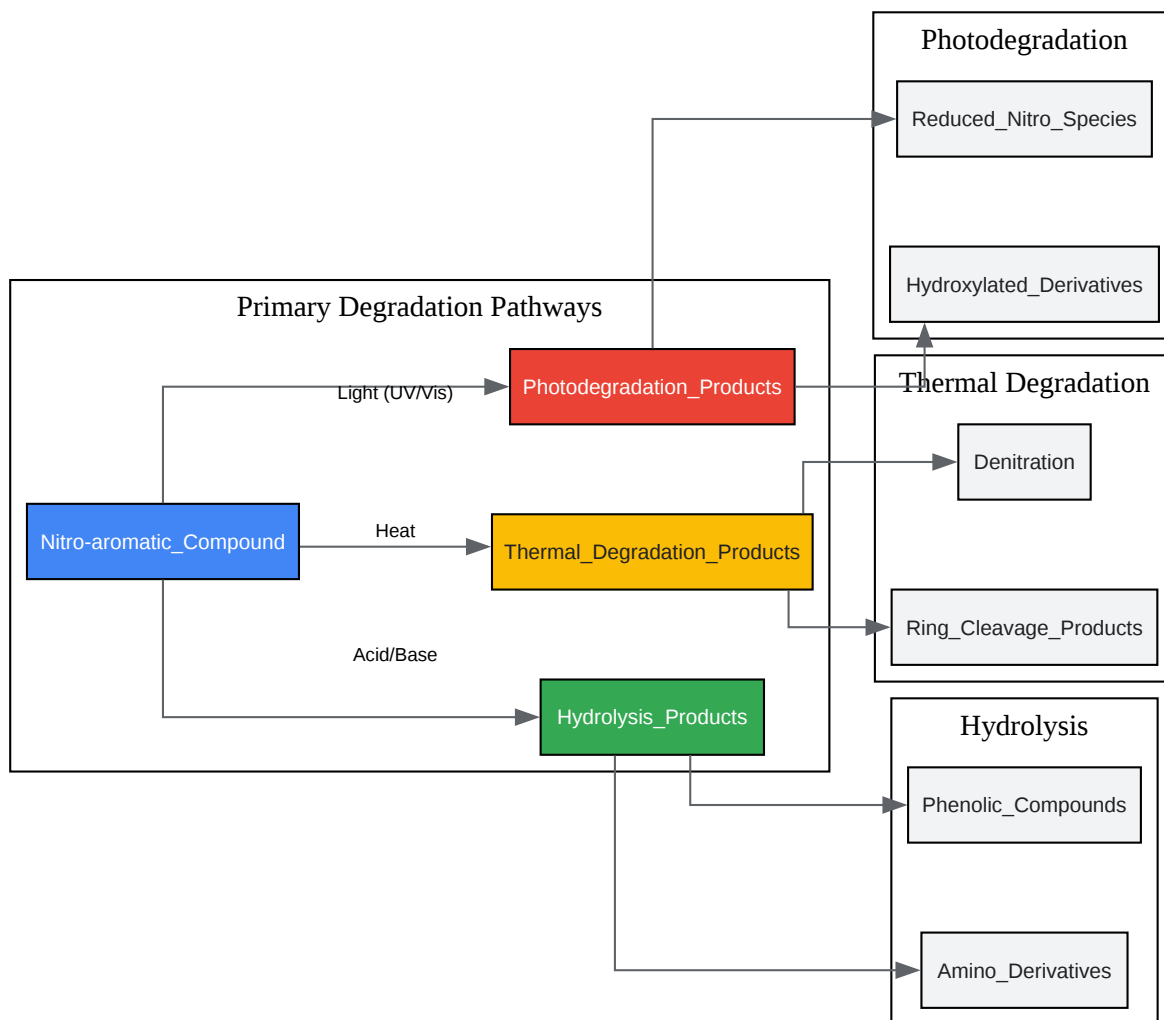 Photodegradation
Reduced_Nitro_Species
Hydroxylated_Derivatives
Primary Degradation Pathways
Light (UV/Vis)
Photodegradation_Products
Nitro-aromatic_Compound
Heat
Thermal_Degradation_Products
Acid/Base
Hydrolysis_Products
Thermal Degradation
Denitration
Ring_Cleavage_Products
Hydrolysis
Phenolic_Compounds
Amino_Derivatives